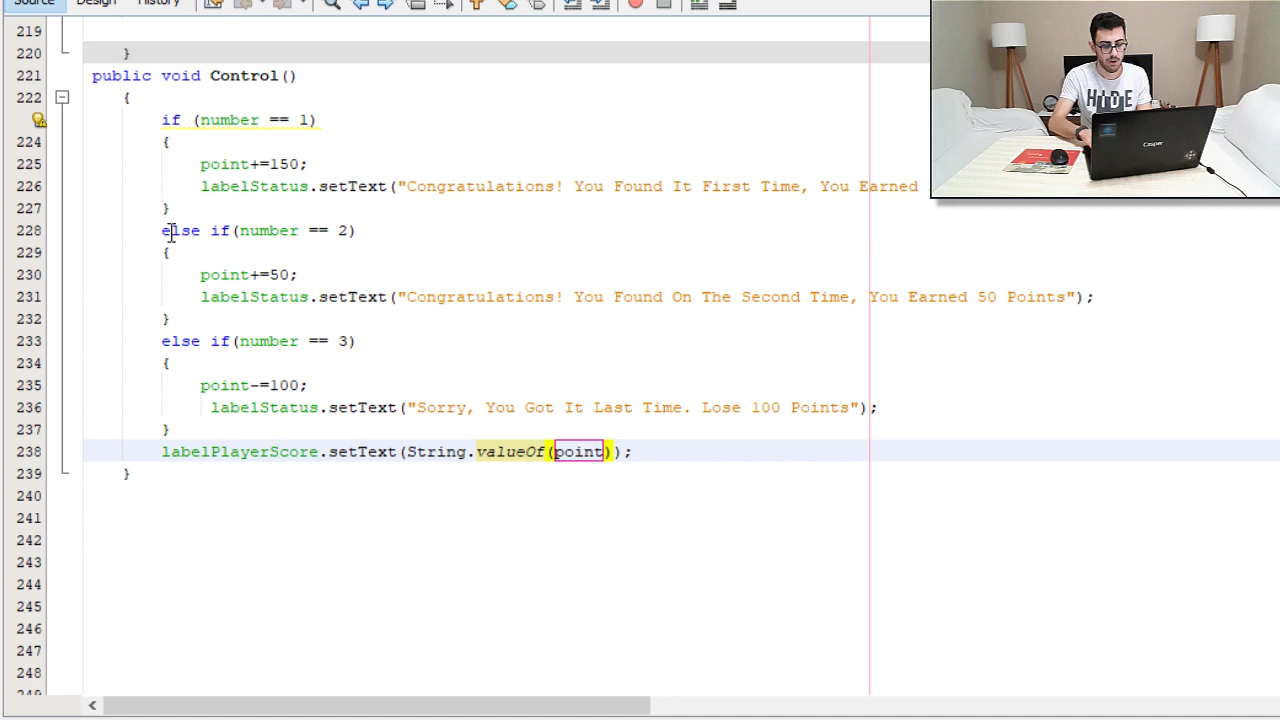 Source Design History
219
220 }
221 public void Control()
222 {
if (number == 1)
224 {
225 point+=150;
226 labelStatus.setText("Congratulations! You Found It First Time, You Earned
227 }
228 else if(number == 2)
229 {
230 point+=50;
231 labelStatus.setText("Congratulations! You Found On The Second Time, You Earned 50 Points");
232 }
233 else if(number == 3)
234 {
235 point-=100;
236 labelStatus.setText("Sorry, You Got It Last Time. Lose 100 Points");
237 }
238 labelPlayerScore.setText(String.valueOf(point));
239 }
240
241
242
243
244
245
246
247
248
249
HIDE
Casper